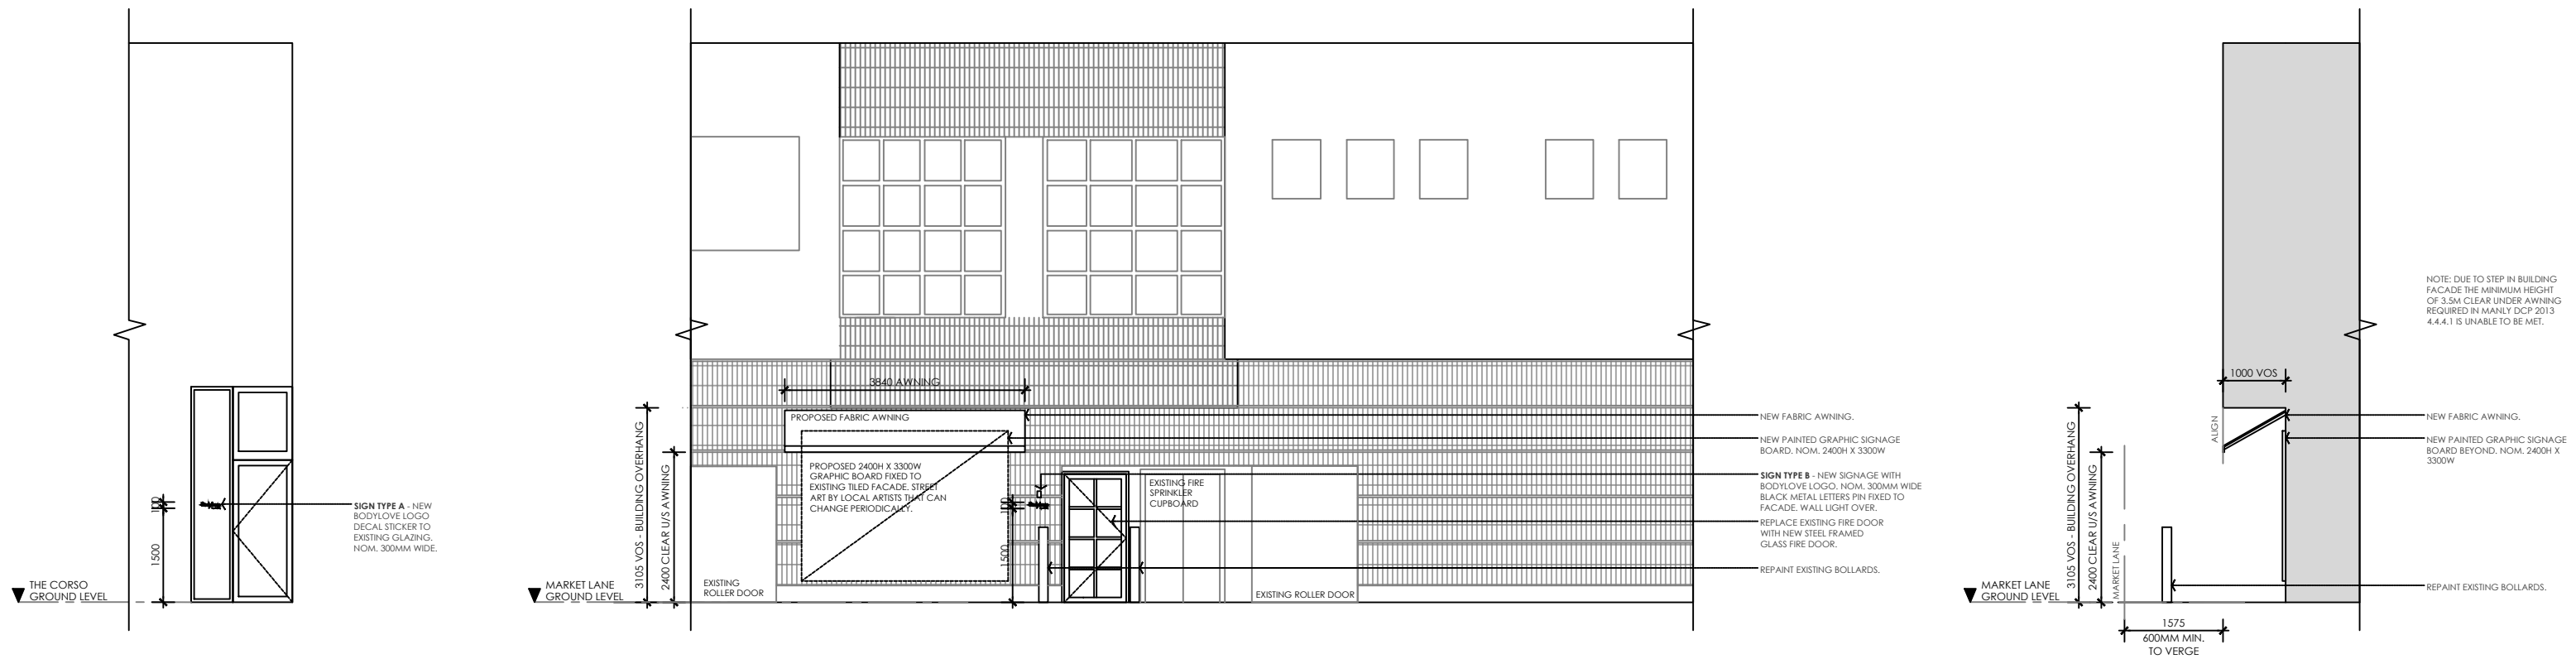 THE CORSO
GROUND LEVEL
1500
100
SIGN TYPE A - NEW
BODYLOVE LOGO
DECAL STICKER TO
EXISTING GLAZING.
NOM. 300MM WIDE.
MARKET LANE
GROUND LEVEL
3105 VOS - BUILDING OVERHANG
2400 CLEAR U/S AWNING
3840 AWNING
PROPOSED FABRIC AWNING
PROPOSED 2400H X 3300W
GRAPHIC BOARD FIXED TO
EXISTING TILED FACADE. STREET
ART BY LOCAL ARTISTS THAT CAN
CHANGE PERIODICALLY.
EXISTING
ROLLER DOOR
1500
100
EXISTING FIRE
SPRINKLER
CUPBOARD
EXISTING ROLLER DOOR
NEW FABRIC AWNING.
NEW PAINTED GRAPHIC SIGNAGE
BOARD. NOM. 2400H X 3300W
SIGN TYPE B - NEW SIGNAGE WITH
BODYLOVE LOGO. NOM. 300MM WIDE
BLACK METAL LETTERS PIN FIXED TO
FACADE. WALL LIGHT OVER.
REPLACE EXISTING FIRE DOOR
WITH NEW STEEL FRAMED
GLASS FIRE DOOR.
REPAINT EXISTING BOLLARDS.
MARKET LANE
GROUND LEVEL
3105 VOS - BUILDING OVERHANG
2400 CLEAR U/S AWNING
MARKET LANE
ALIGN
1000 VOS
1575
600MM MIN.
TO VERGE
NOTE: DUE TO STEP IN BUILDING
FACADE THE MINIMUM HEIGHT
OF 3.5M CLEAR UNDER AWNING
REQUIRED IN MANLY DCP 2013
4.4.4.1 IS UNABLE TO BE MET.
NEW FABRIC AWNING.
NEW PAINTED GRAPHIC SIGNAGE
BOARD BEYOND. NOM. 2400H X
3300W
REPAINT EXISTING BOLLARDS.